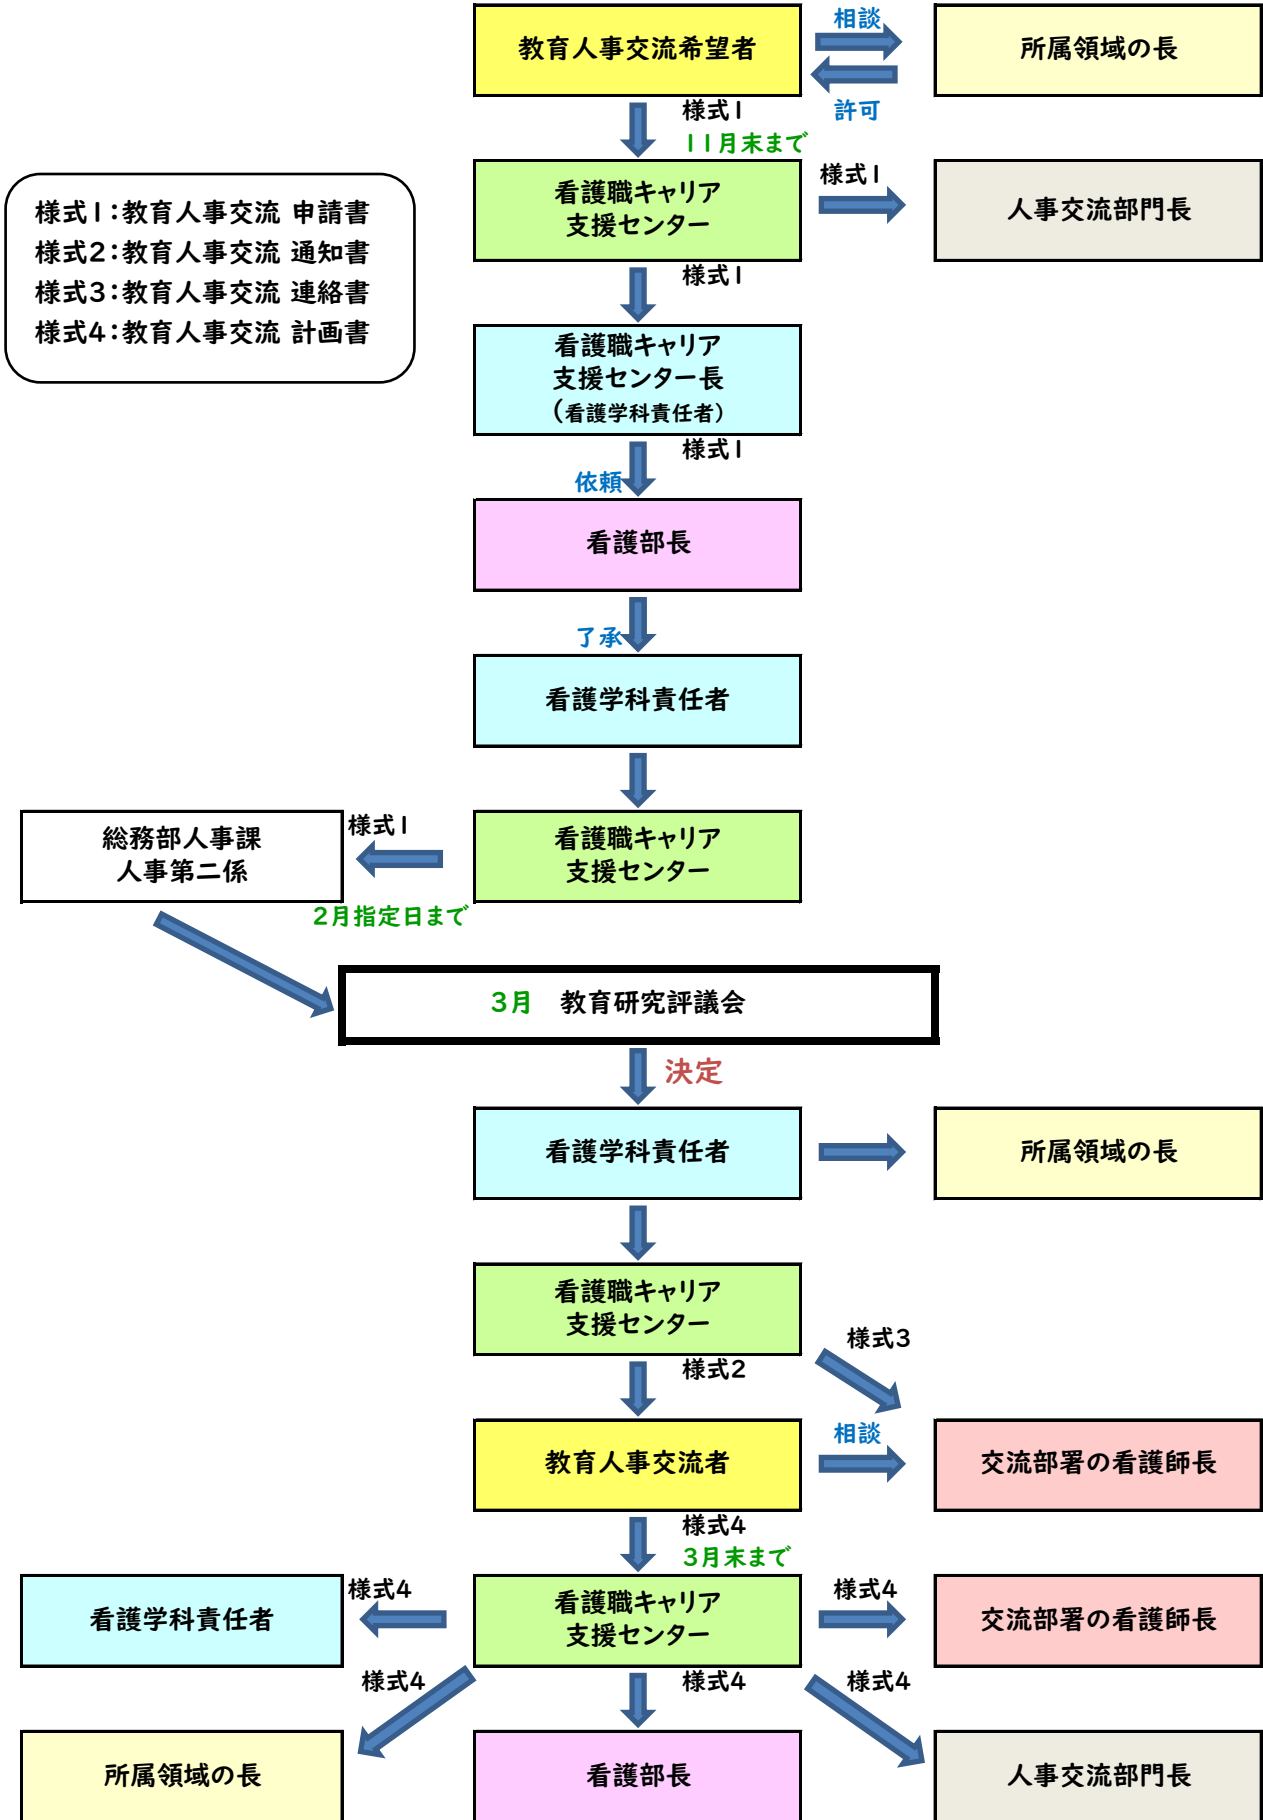 教育人事交流希望者
相談
所属領域の長
許可
様式1
11月末まで
看護職キャリア
支援センター
様式1
人事交流部門長
様式1:教育人事交流 申請書
様式2:教育人事交流 通知書
様式3:教育人事交流 連絡書
様式4:教育人事交流 計画書
様式1
看護職キャリア
支援センター長
(看護学科責任者)
様式1
依頼
看護部長
了承
看護学科責任者
看護職キャリア
支援センター
様式1
総務部人事課
人事第二係
2月指定日まで
3月 教育研究評議会
決定
看護学科責任者
所属領域の長
看護職キャリア
支援センター
様式3
様式2
教育人事交流者
相談
交流部署の看護師長
様式4
3月末まで
看護学科責任者
様式4
看護職キャリア
支援センター
様式4
交流部署の看護師長
様式4
様式4
様式4
所属領域の長
看護部長
人事交流部門長